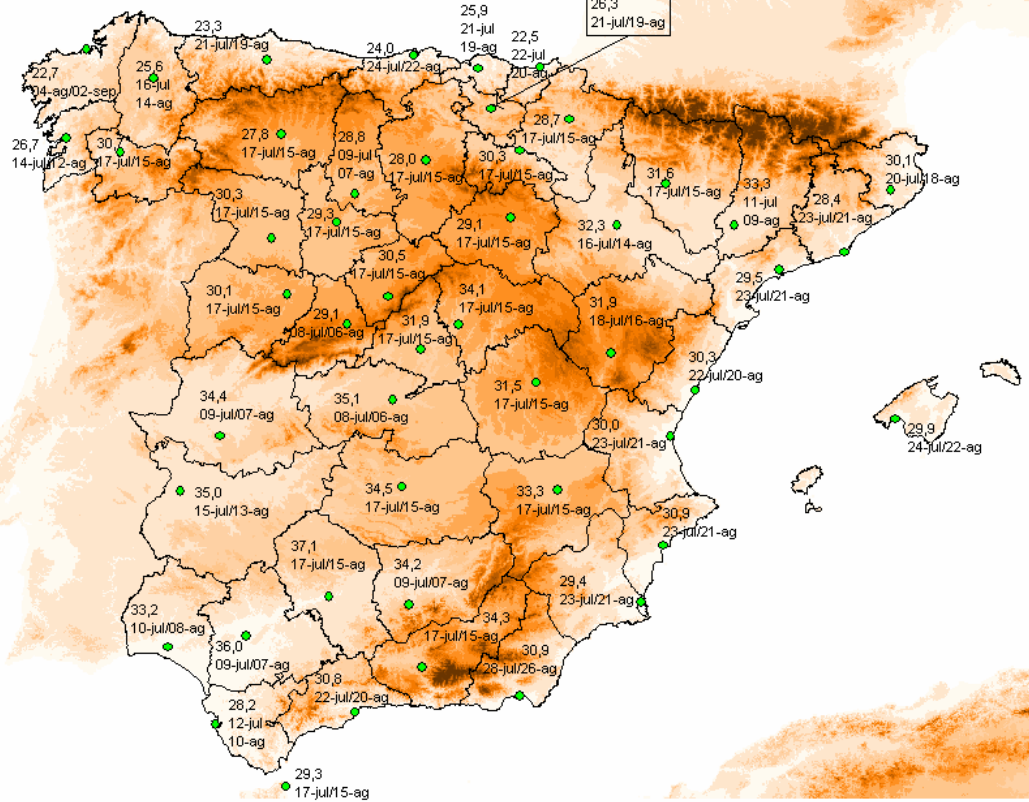 26,3
21-jul/19-ag
25,9
21-jul
19-ag
23,3
21-jul/19-ag
24,0
24-jul/22-ag
22,5
22-jul
20-ag
22,7
04-ag/02-sep
25,6
16-jul
14-ag
26,7
14-jul/12-ag
30,
17-jul/15-ag
27,8
17-jul/15-ag
28,8
09-jul
07-ag
28,0
17-jul/15-ag
30,3
17-jul/15-ag
28,7
17-jul/15-ag
31,6
17-jul/15-ag
33,3
11-jul
09-ag
28,4
23-jul/21-ag
30,1
20-jul/18-ag
30,3
17-jul/15-ag
29,3
17-jul/15-ag
29,1
17-jul/15-ag
32,3
16-jul/14-ag
29,5
23-jul/21-ag
30,5
17-jul/15-ag
30,1
17-jul/15-ag
29,1
08-jul/06-ag
31,9
17-jul/15-ag
34,1
17-jul/15-ag
31,9
18-jul/16-ag
30,3
22-jul/20-ag
34,4
09-jul/07-ag
35,1
08-jul/06-ag
31,5
17-jul/15-ag
30,0
23-jul/21-ag
29,9
24-jul/22-ag
35,0
15-jul/13-ag
34,5
17-jul/15-ag
33,3
17-jul/15-ag
30,9
23-jul/21-ag
37,1
17-jul/15-ag
34,2
09-jul/07-ag
29,4
23-jul/21-ag
33,2
10-jul/08-ag
36,0
09-jul/07-ag
34,3
17-jul/15-ag
30,9
28-jul/26-ag
30,8
22-jul/20-ag
28,2
12-jul
10-ag
29,3
17-jul/15-ag